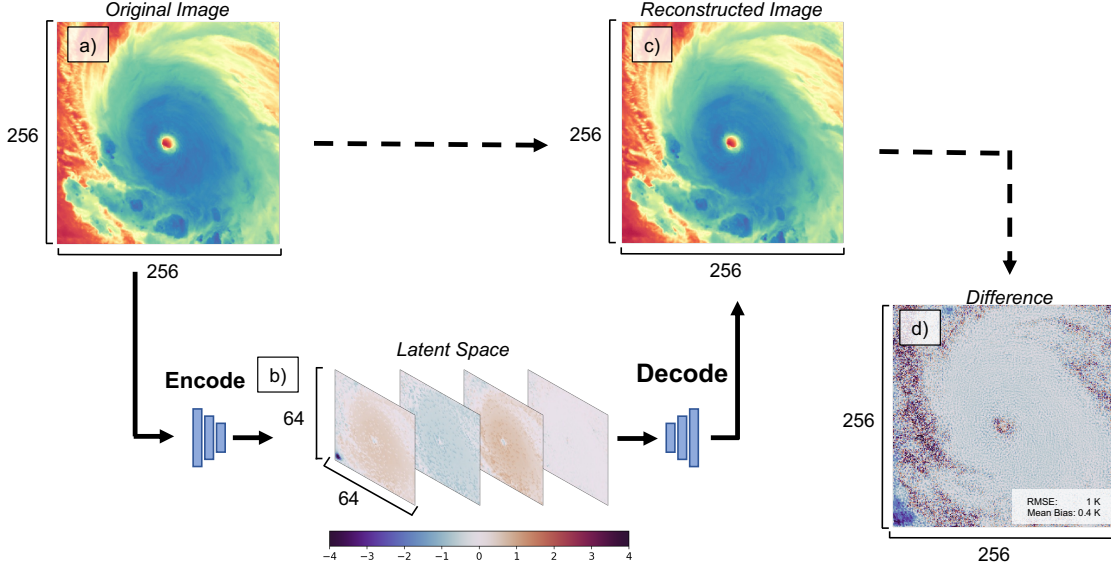 Original Image
Reconstructed Image
a)
c)
256
256
256
256
Difference
d)
Latent Space
Encode
b)
Decode
64
256
64
RMSE: 1 K
Mean Bias: 0.4 K
−4 −3 −2 −1 0 1 2 3 4
256